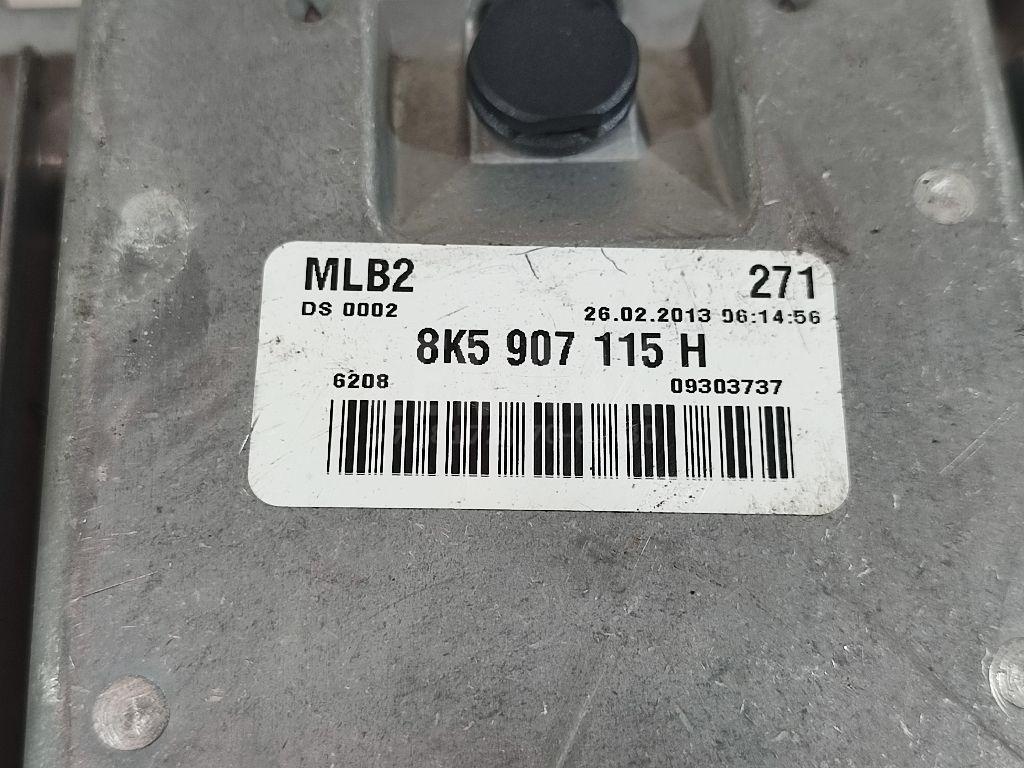 MLB2 271
DS 0002 26.02.2013 06:14:56
8K5 907 115 H
6208 09303737